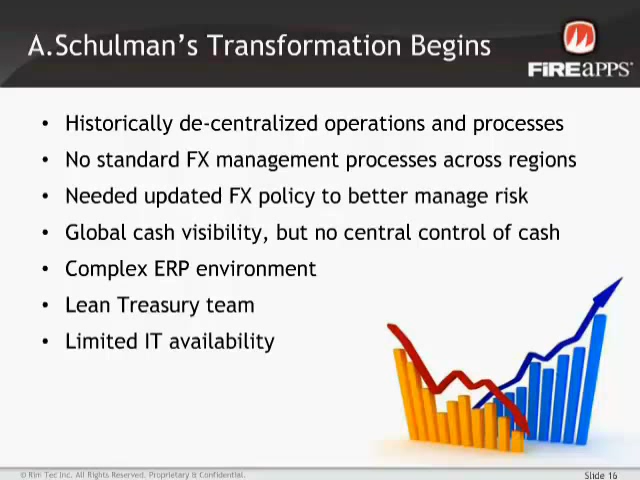 A.Schulman's Transformation Begins
FiREAPPS
• Historically de-centralized operations and processes
• No standard FX management processes across regions
• Needed updated FX policy to better manage risk
• Global cash visibility, but no central control of cash
• Complex ERP environment
• Lean Treasury team
• Limited IT availability
© Rim Tec Inc. All Rights Reserved. Proprietary & Confidential.
Slide 16